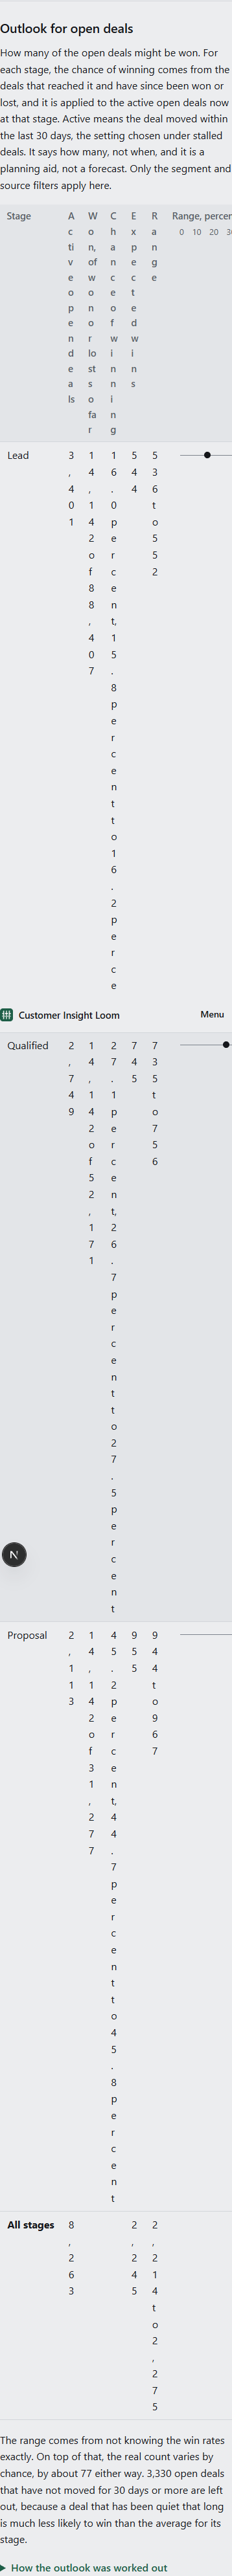 Outlook for open deals
How many of the open deals might be won. For
each stage, the chance of winning comes from the
deals that reached it and have since been won or
lost, and it is applied to the active open deals now
at that stage. Active means the deal moved within
the last 30 days, the setting chosen under stalled
deals. It says how many, not when, and it is a
planning aid, not a forecast. Only the segment and
source filters apply here.
Stage
Active open deals
Won, of won or lost so far
Chance of winning
Expected wins
Range
Range, percen
0 10 20 30
Lead
3,401
14,142 of 88,407
16.0 percent, 15.8 percent to 16.2 perce
544
536 to 552
Customer Insight Loom
Menu
Qualified
2,749
14,142 of 52,171
27.1 percent, 26.7 percent to 27.5 percent
745
735 to 756
N
Proposal
2,113
14,142 of 31,277
45.2 percent, 44.7 percent to 45.8 percent
955
944 to 967
All stages
8,263
2,245
2,214 to 2,275
The range comes from not knowing the win rates
exactly. On top of that, the real count varies by
chance, by about 77 either way. 3,330 open deals
that have not moved for 30 days or more are left
out, because a deal that has been quiet that long
is much less likely to win than the average for its
stage.
How the outlook was worked out